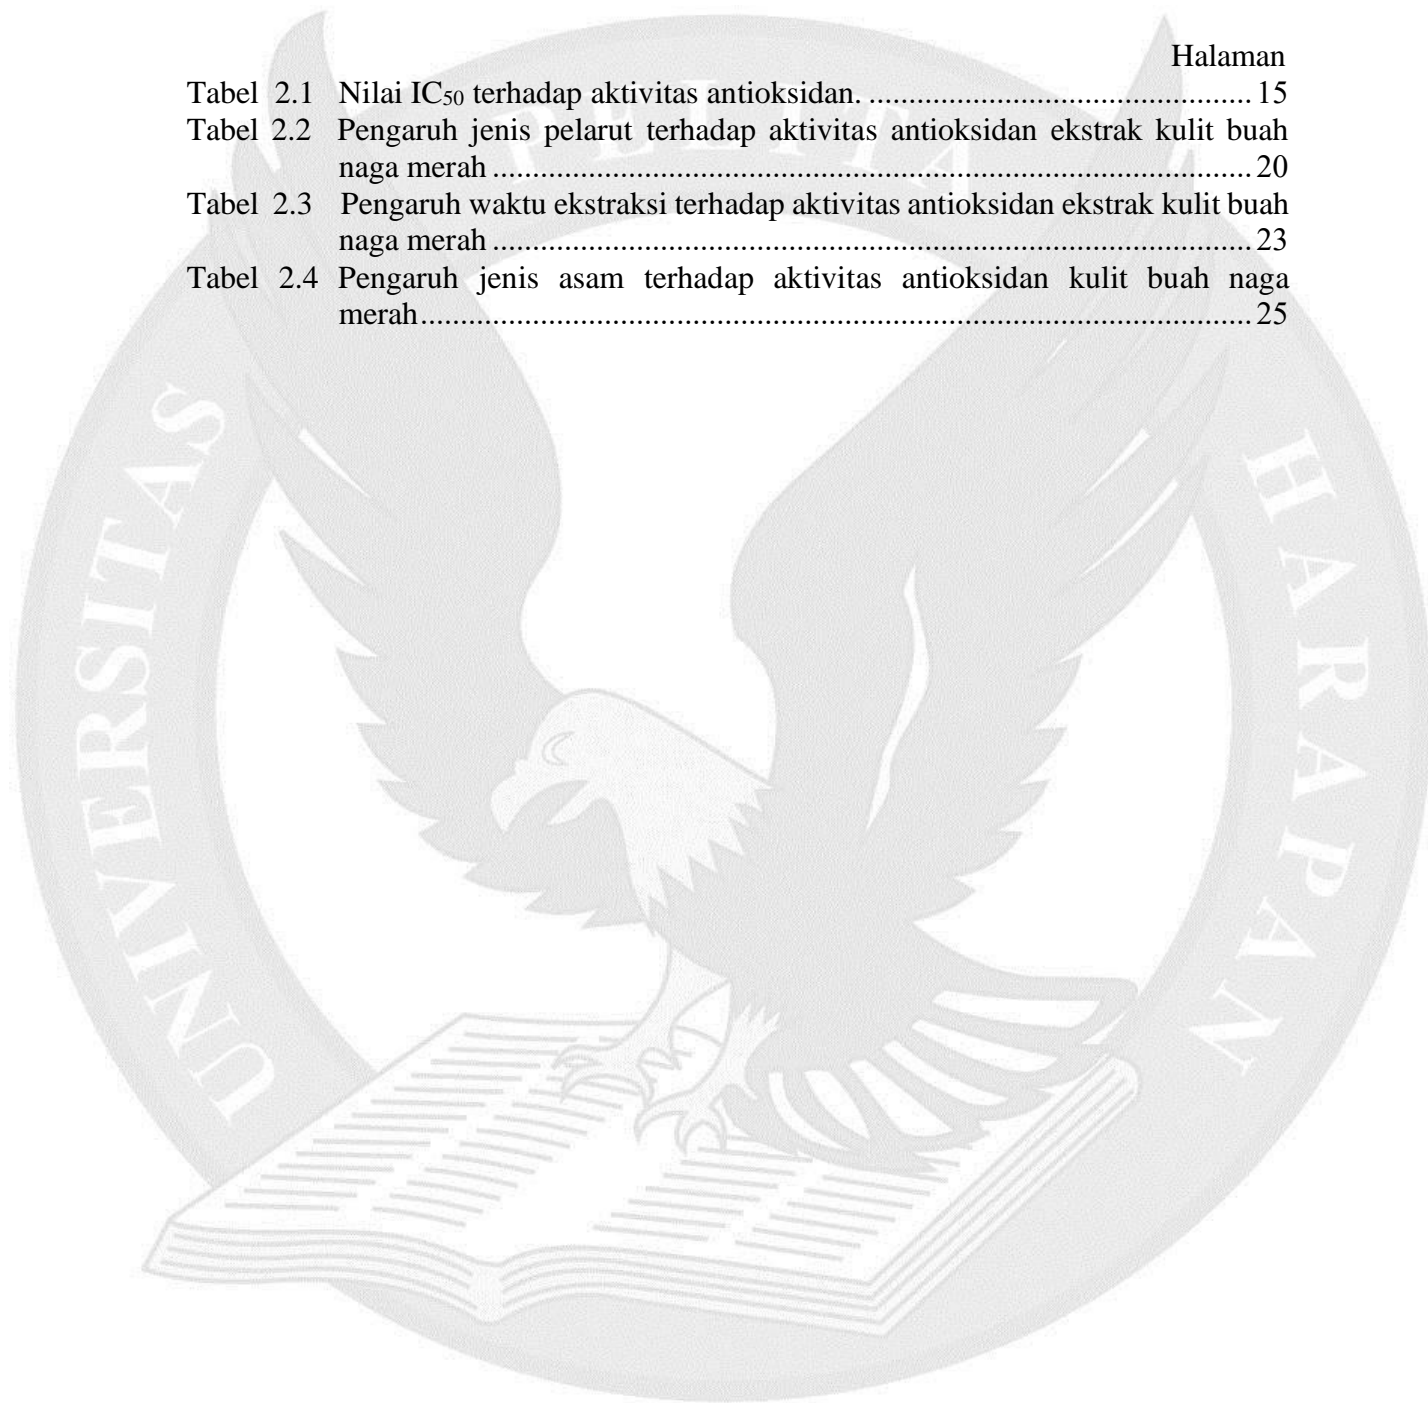 Halaman
Tabel 2.1 Nilai IC₅₀ terhadap aktivitas antioksidan. ................................................ 15
Tabel 2.2 Pengaruh jenis pelarut terhadap aktivitas antioksidan ekstrak kulit buah
naga merah ................................................................................................ 20
Tabel 2.3 Pengaruh waktu ekstraksi terhadap aktivitas antioksidan ekstrak kulit buah
naga merah ................................................................................................ 23
Tabel 2.4 Pengaruh jenis asam terhadap aktivitas antioksidan kulit buah naga
merah ......................................................................................................... 25
UNIVERSITAS PELITA HARAPAN